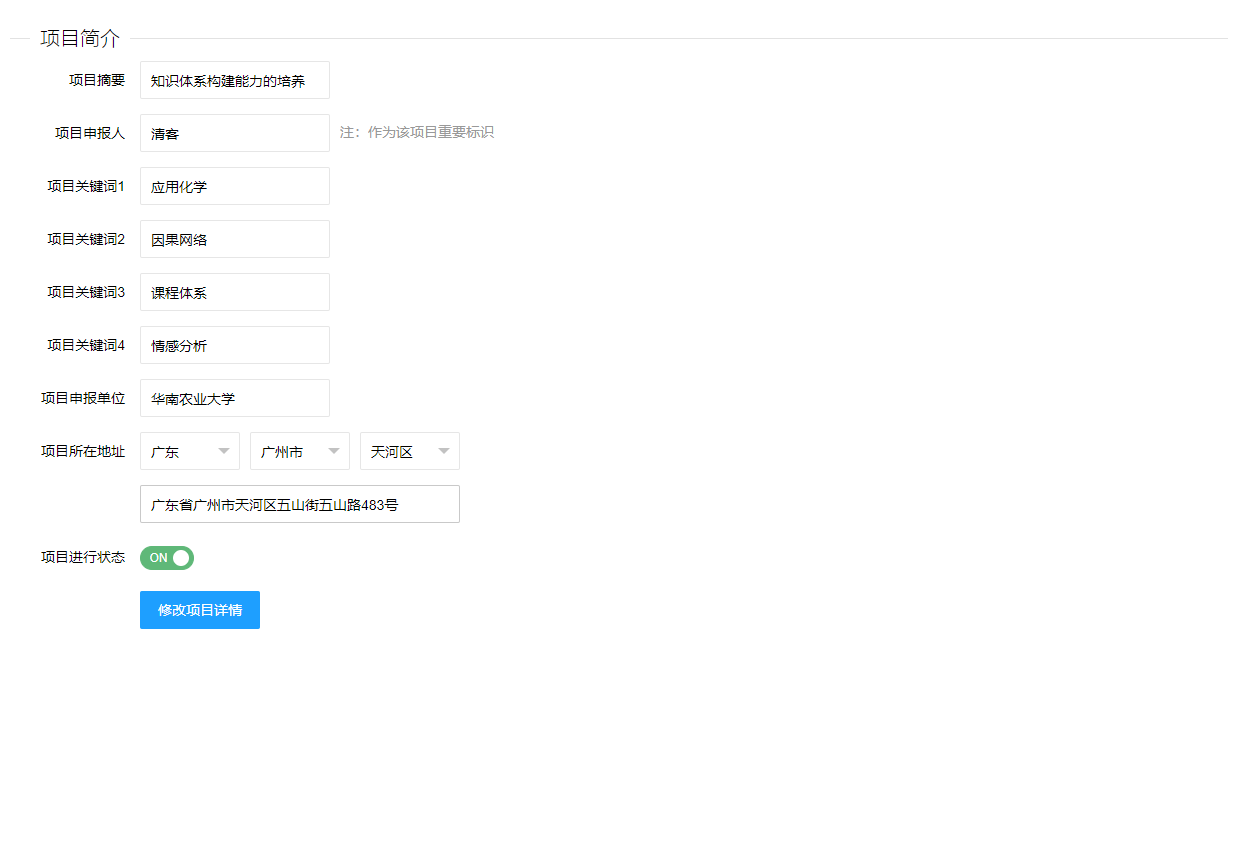 项目简介
项目摘要 知识体系构建能力的培养
项目申报人 清客 注：作为该项目重要标识
项目关键词1 应用化学
项目关键词2 因果网络
项目关键词3 课程体系
项目关键词4 情感分析
项目申报单位 华南农业大学
项目所在地址 广东 广州市 天河区
广东省广州市天河区五山街五山路483号
项目进行状态 ON
修改项目详情